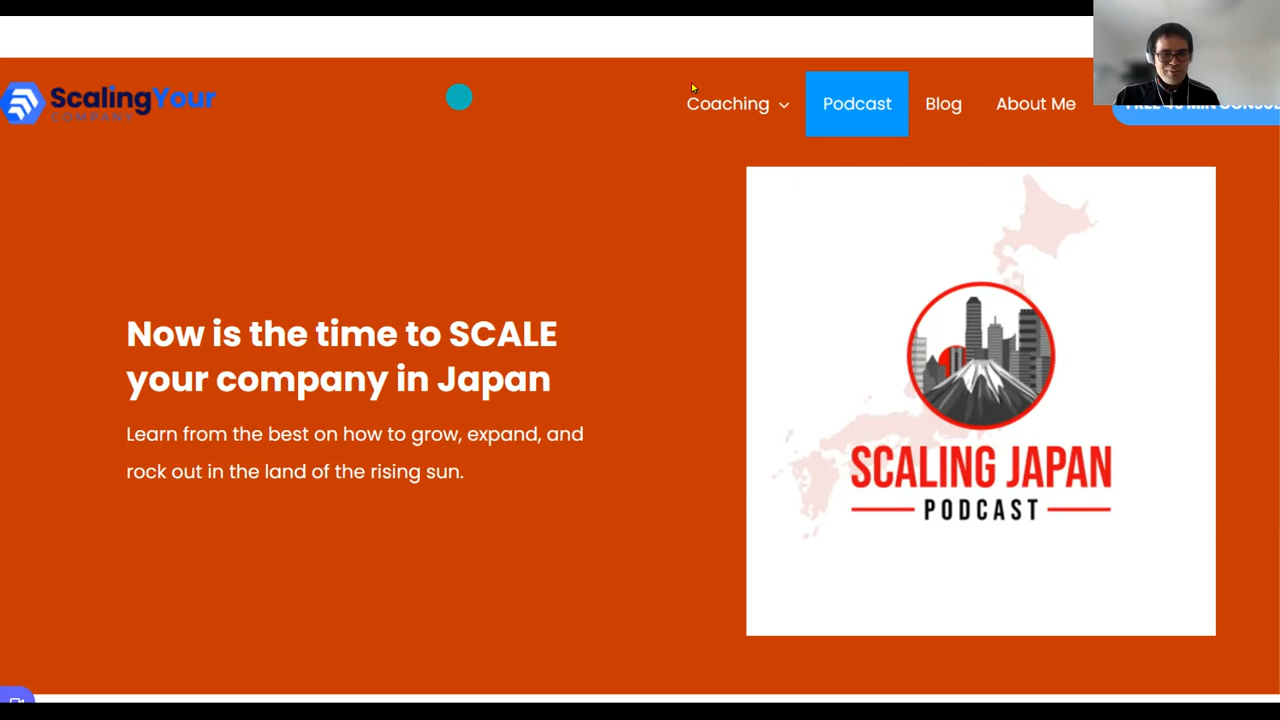 ScalingYour
COMPANY
Coaching
Podcast
Blog
About Me
Now is the time to SCALE
your company in Japan
Learn from the best on how to grow, expand, and
rock out in the land of the rising sun.
SCALING JAPAN
PODCAST